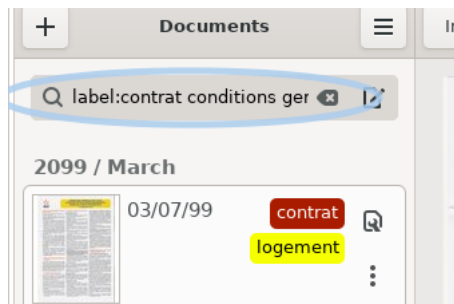 Documents
label:contrat conditions ger
2099 / March
03/07/99
contrat
logement